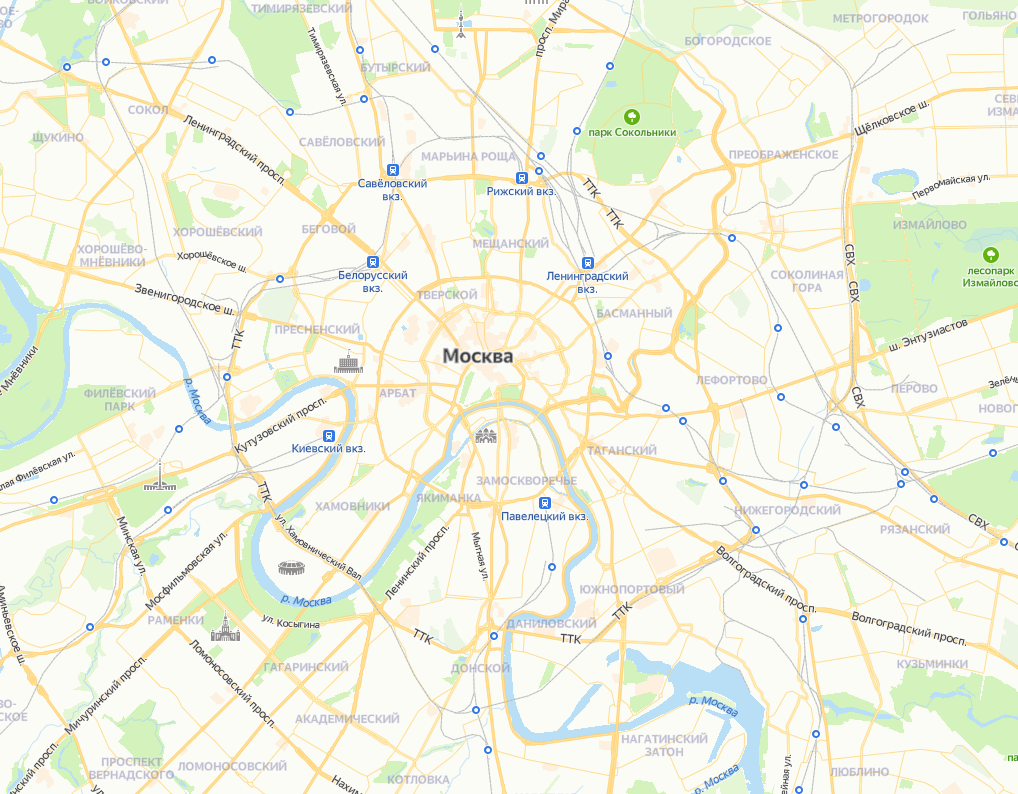 ТИМИРЯЗЕВСКИЙ
МЕТРОГОРОДОК
ГОЛЬЯНО
просп. Мира
БОГОРОДСКОЕ
БУТЫРСКИЙ
Тимирязевская ул.
СОКОЛ
Щёлковское ш.
парк Сокольники
ЩУКИНО
Ленинградский просп.
САВЁЛОВСКИЙ
МАРЬИНА РОЩА
ПРЕОБРАЖЕНСКОЕ
Савёловский
вкз.
Рижский вкз.
ТТК
ТТК
Первомайская ул.
ИЗМАЙЛОВО
ХОРОШЁВСКИЙ
БЕГОВОЙ
МЕЩАНСКИЙ
ХОРОШЁВО-
МНЁВНИКИ
Хорошёвское ш.
Белорусский
вкз.
Ленинградский
вкз.
СОКОЛИНАЯ
ГОРА
СВХ
СВХ
лесопарк
Измайлово
Звенигородское ш.
ТВЕРСКОЙ
БАСМАННЫЙ
ПРЕСНЕНСКИЙ
ТТК
ш. Энтузиастов
Москва
Мнёвники
р. Москва
ФИЛЁВСКИЙ
ПАРК
АРБАТ
ЛЕФОРТОВО
ПЕРОВО
СВХ
Кутузовский просп.
Киевский вкз.
ТАГАНСКИЙ
лая Филёвская ул.
ЗАМОСКВОРЕЧЬЕ
ЯКИМАНКА
ТТК
ХАМОВНИКИ
Павелецкий вкз.
НИЖЕГОРОДСКИЙ
РЯЗАНСКИЙ
СВХ
Минская ул.
ул. Хамовнический Вал
Мосфильмовская ул.
Ленинский просп.
Мытная ул.
Волгоградский просп.
Аминьевское ш.
р. Москва
ЮЖНОПОРТОВЫЙ
ТТК
РАМЕНКИ
ул. Косыгина
ТТК
ДАНИЛОВСКИЙ
ТТК
Волгоградский просп.
Ломоносовский просп.
ГАГАРИНСКИЙ
ДОНСКОЙ
КУЗЬМИНКИ
Мичуринский просп.
АКАДЕМИЧЕСКИЙ
р. Москва
НАГАТИНСКИЙ
ЗАТОН
ПРОСПЕКТ
ВЕРНАДСКОГО
ЛОМОНОСОВСКИЙ
КОТЛОВКА
р. Москва
ЛЮБЛИНО